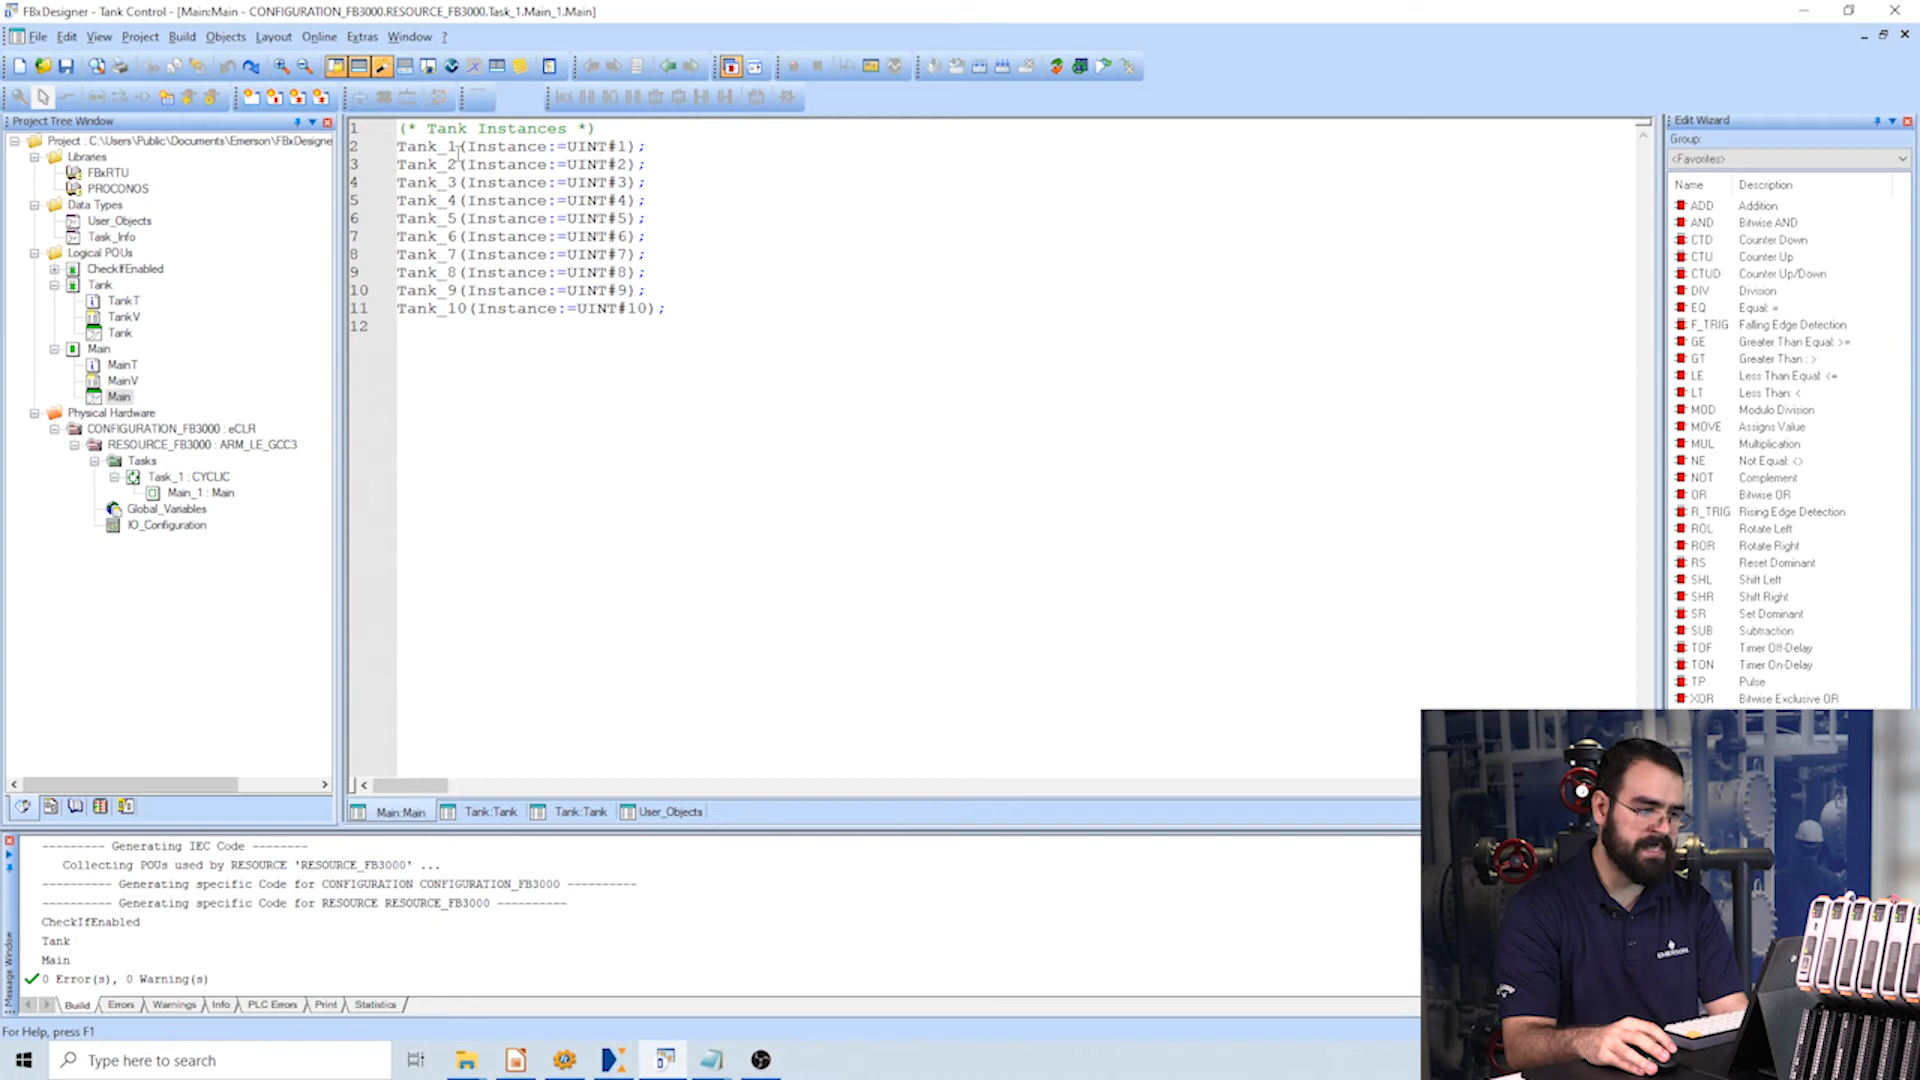 FBxDesigner - Tank Control - [Main:Main - CONFIGURATION_FB3000.RESOURCE_FB3000.Task_1.Main_1.Main]
File Edit View Project Build Objects Layout Online Extras Window ?
Project Tree Window
Project : C:\Users\Public\Documents\Emerson\FBxDesigne
Libraries
FBxRTU
PROCONOS
Data Types
User_Objects
Task_Info
Logical POUs
CheckIfEnabled
Tank
TankT
TankV
Tank
Main
MainT
MainV
Main
Physical Hardware
CONFIGURATION_FB3000 : eCLR
RESOURCE_FB3000 : ARM_LE_GCC3
Tasks
Task_1 : CYCLIC
Main_1 : Main
Global_Variables
IO_Configuration
1 (* Tank Instances *)
2 Tank_1(Instance:=UINT#1);
3 Tank_2(Instance:=UINT#2);
4 Tank_3(Instance:=UINT#3);
5 Tank_4(Instance:=UINT#4);
6 Tank_5(Instance:=UINT#5);
7 Tank_6(Instance:=UINT#6);
8 Tank_7(Instance:=UINT#7);
9 Tank_8(Instance:=UINT#8);
10 Tank_9(Instance:=UINT#9);
11 Tank_10(Instance:=UINT#10);
12
Main:Main Tank:Tank Tank:Tank User_Objects
Edit Wizard
Group:
<Favorites>
Name Description
ADD Addition
AND Bitwise AND
CTD Counter Down
CTU Counter Up
CTUD Counter Up/Down
DIV Division
EQ Equal: =
F_TRIG Falling Edge Detection
GE Greater Than Equal: >=
GT Greater Than : >
LE Less Than Equal: <=
LT Less Than: <
MOD Modulo Division
MOVE Assigns Value
MUL Multiplication
NE Not Equal: <>
NOT Complement
OR Bitwise OR
R_TRIG Rising Edge Detection
ROL Rotate Left
ROR Rotate Right
RS Reset Dominant
SHL Shift Left
SHR Shift Right
SR Set Dominant
SUB Subtraction
TOF Timer Off-Delay
TON Timer On-Delay
TP Pulse
XOR Bitwise Exclusive OR
Message Window
--------- Generating IEC Code --------
Collecting POUs used by RESOURCE 'RESOURCE_FB3000' ...
---------- Generating specific Code for CONFIGURATION CONFIGURATION_FB3000 ----------
---------- Generating specific Code for RESOURCE RESOURCE_FB3000 ----------
CheckIfEnabled
Tank
Main
0 Error(s), 0 Warning(s)
Build Errors Warnings Info PLC Errors Print Statistics
For Help, press F1
Type here to search
EMERSON